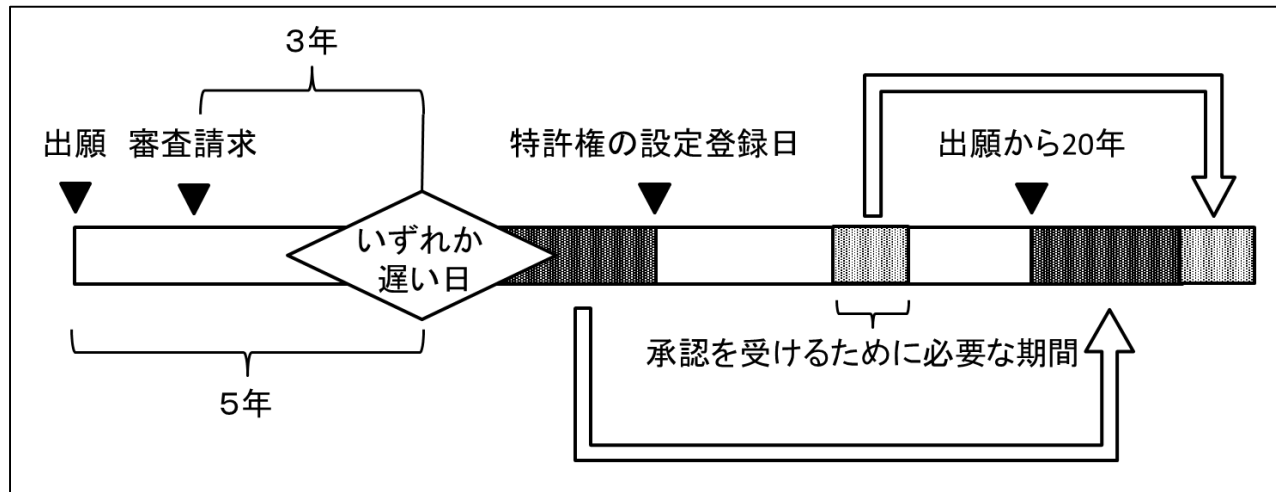 ３年
出願
審査請求
特許権の設定登録日
出願から20年
いずれか
遅い日
承認を受けるために必要な期間
５年